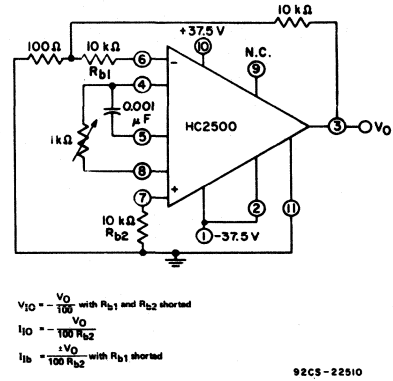 10 kΩ
+37.5 V
100Ω
10 kΩ
Rb1
6
−
10
N.C.
9
4
0.001
μF
5
HC2500
3
VO
1kΩ
8
7
+
10 kΩ
Rb2
2
11
1
-37.5 V
VIO = - VO/100 with Rb1 and Rb2 shorted
IIO = - VO/100 Rb2
IIb = ±VO/100 Rb2 with Rb1 shorted
92CS-22510